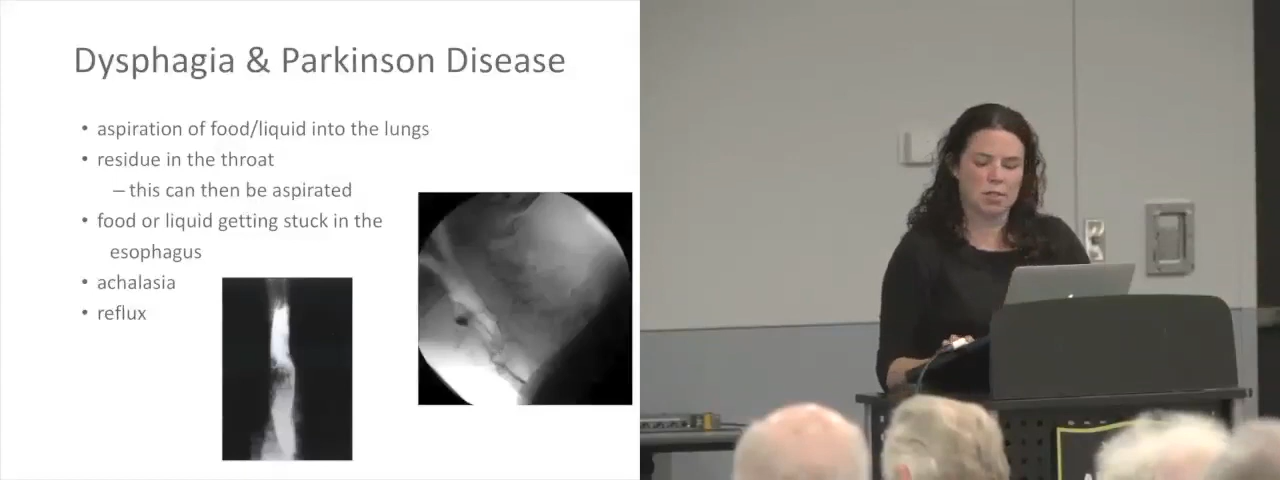 Dysphagia & Parkinson Disease
• aspiration of food/liquid into the lungs
• residue in the throat
– this can then be aspirated
• food or liquid getting stuck in the
esophagus
• achalasia
• reflux